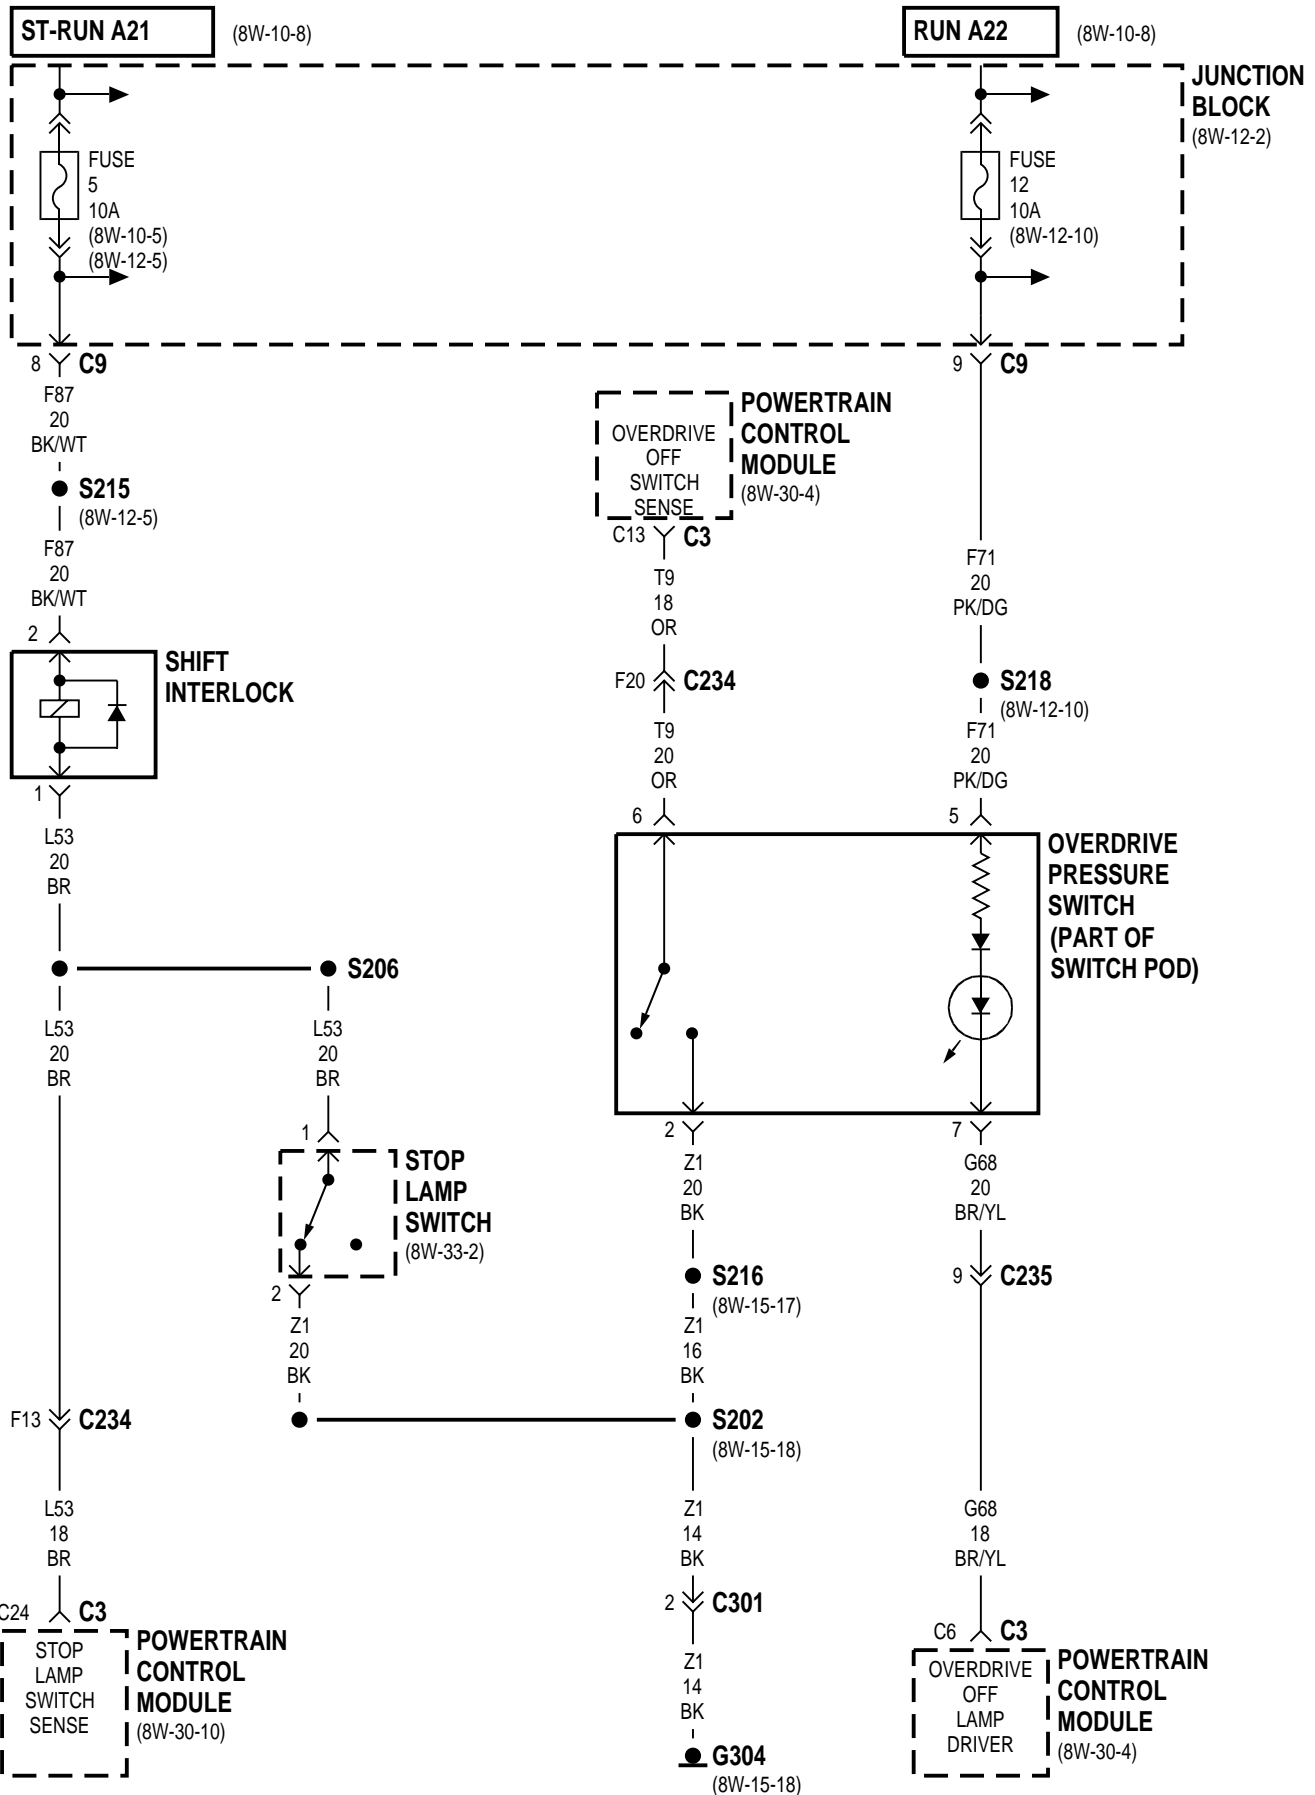 ST-RUN A21
(8W-10-8)
RUN A22
(8W-10-8)
JUNCTION
BLOCK
(8W-12-2)
FUSE
5
10A
(8W-10-5)
(8W-12-5)
FUSE
12
10A
(8W-12-10)
8
C9
F87
20
BK/WT
S215
(8W-12-5)
F87
20
BK/WT
2
SHIFT
INTERLOCK
1
L53
20
BR
S206
L53
20
BR
L53
20
BR
1
STOP
LAMP
SWITCH
(8W-33-2)
2
Z1
20
BK
F13
C234
L53
18
BR
C24
C3
STOP
LAMP
SWITCH
SENSE
POWERTRAIN
CONTROL
MODULE
(8W-30-10)
OVERDRIVE
OFF
SWITCH
SENSE
POWERTRAIN
CONTROL
MODULE
(8W-30-4)
C13
C3
T9
18
OR
F20
C234
T9
20
OR
6
9
C9
F71
20
PK/DG
S218
(8W-12-10)
F71
20
PK/DG
5
OVERDRIVE
PRESSURE
SWITCH
(PART OF
SWITCH POD)
2
Z1
20
BK
S216
(8W-15-17)
Z1
16
BK
S202
(8W-15-18)
Z1
14
BK
2
C301
Z1
14
BK
G304
(8W-15-18)
7
G68
20
BR/YL
9
C235
G68
18
BR/YL
C6
C3
OVERDRIVE
OFF
LAMP
DRIVER
POWERTRAIN
CONTROL
MODULE
(8W-30-4)